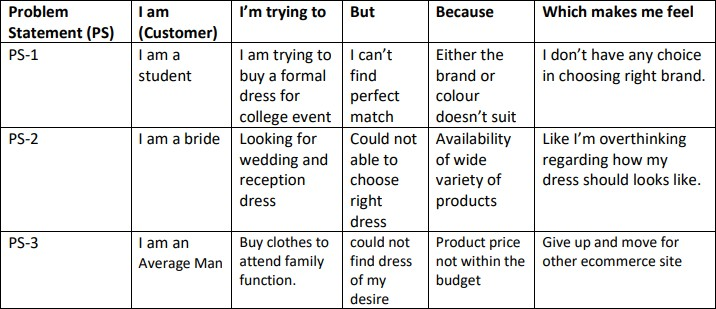 Problem Statement (PS) | I am (Customer) | I'm trying to | But | Because | Which makes me feel
PS-1 | I am a student | I am trying to buy a formal dress for college event | I can't find perfect match | Either the brand or colour doesn't suit | I don't have any choice in choosing right brand.
PS-2 | I am a bride | Looking for wedding and reception dress | Could not able to choose right dress | Availability of wide variety of products | Like I'm overthinking regarding how my dress should looks like.
PS-3 | I am an Average Man | Buy clothes to attend family function. | could not find dress of my desire | Product price not within the budget | Give up and move for other ecommerce site